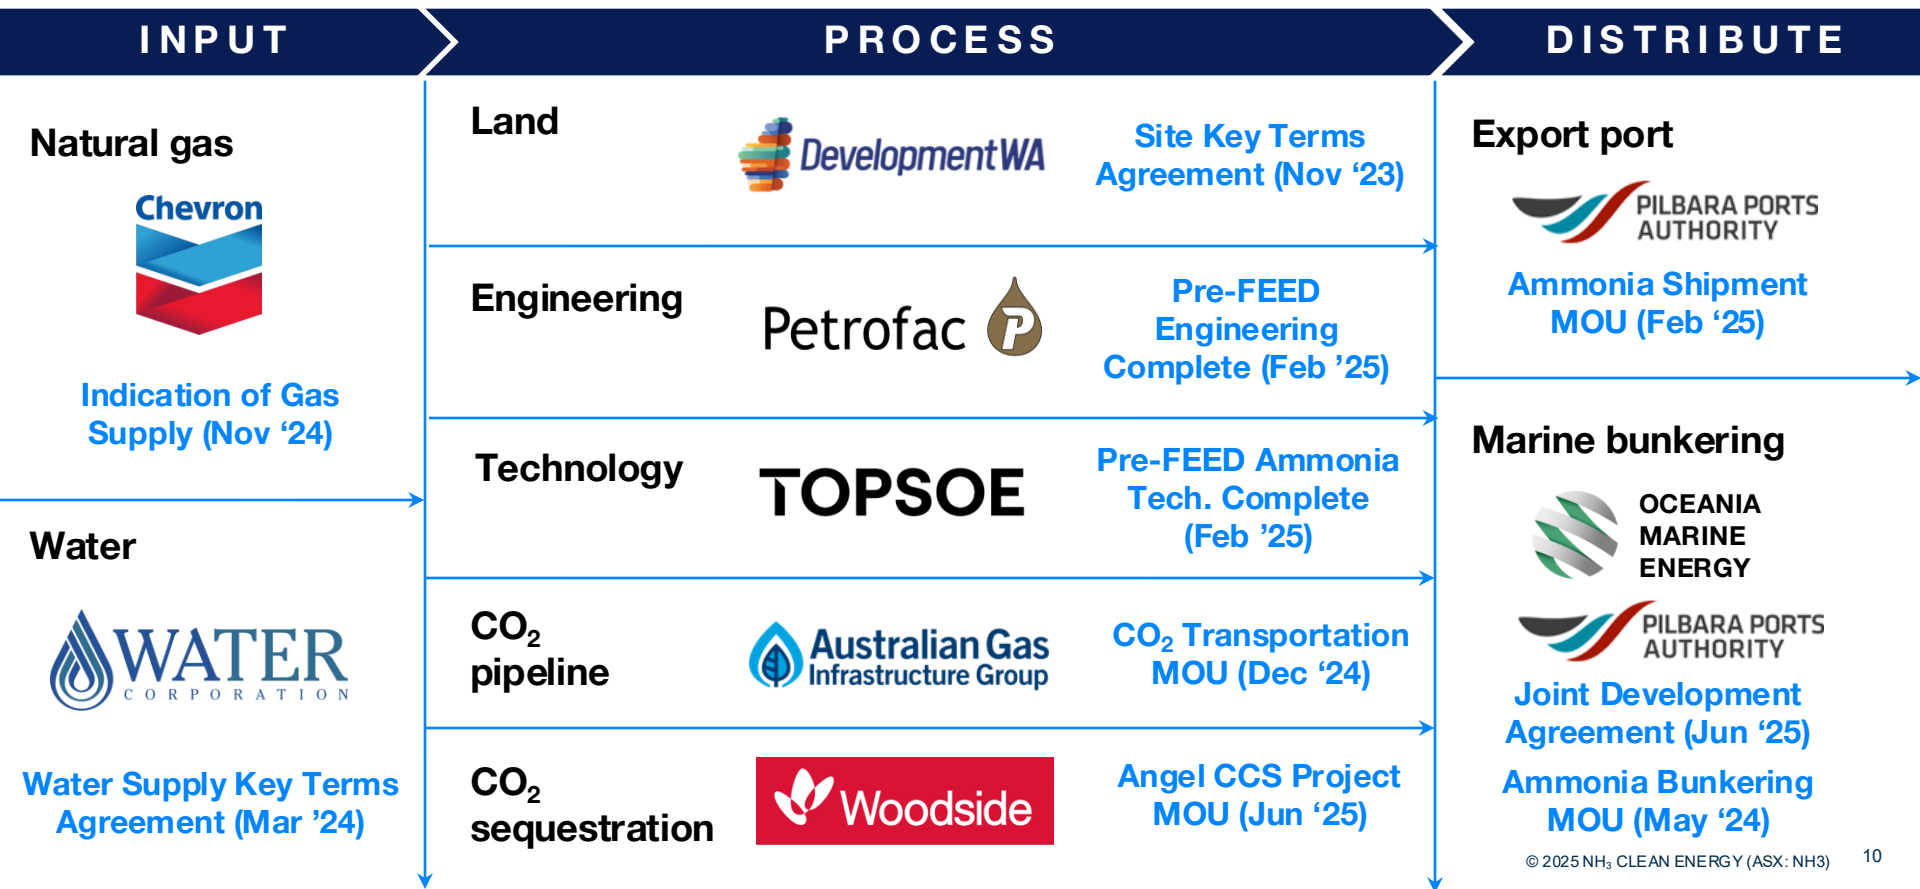 INPUT
PROCESS
DISTRIBUTE
Natural gas
Chevron
Indication of Gas
Supply (Nov ‘24)
Water
WATER
CORPORATION
Water Supply Key Terms
Agreement (Mar ’24)
Land
DevelopmentWA
Site Key Terms
Agreement (Nov ‘23)
Engineering
Petrofac P
Pre-FEED
Engineering
Complete (Feb ’25)
Technology
TOPSOE
Pre-FEED Ammonia
Tech. Complete
(Feb ’25)
CO₂
pipeline
Australian Gas
Infrastructure Group
CO₂ Transportation
MOU (Dec ‘24)
CO₂
sequestration
Woodside
Angel CCS Project
MOU (Jun ‘25)
Export port
PILBARA PORTS
AUTHORITY
Ammonia Shipment
MOU (Feb ‘25)
Marine bunkering
OCEANIA
MARINE
ENERGY
PILBARA PORTS
AUTHORITY
Joint Development
Agreement (Jun ‘25)
Ammonia Bunkering
MOU (May ‘24)
© 2025 NH₃ CLEAN ENERGY (ASX: NH3)
10